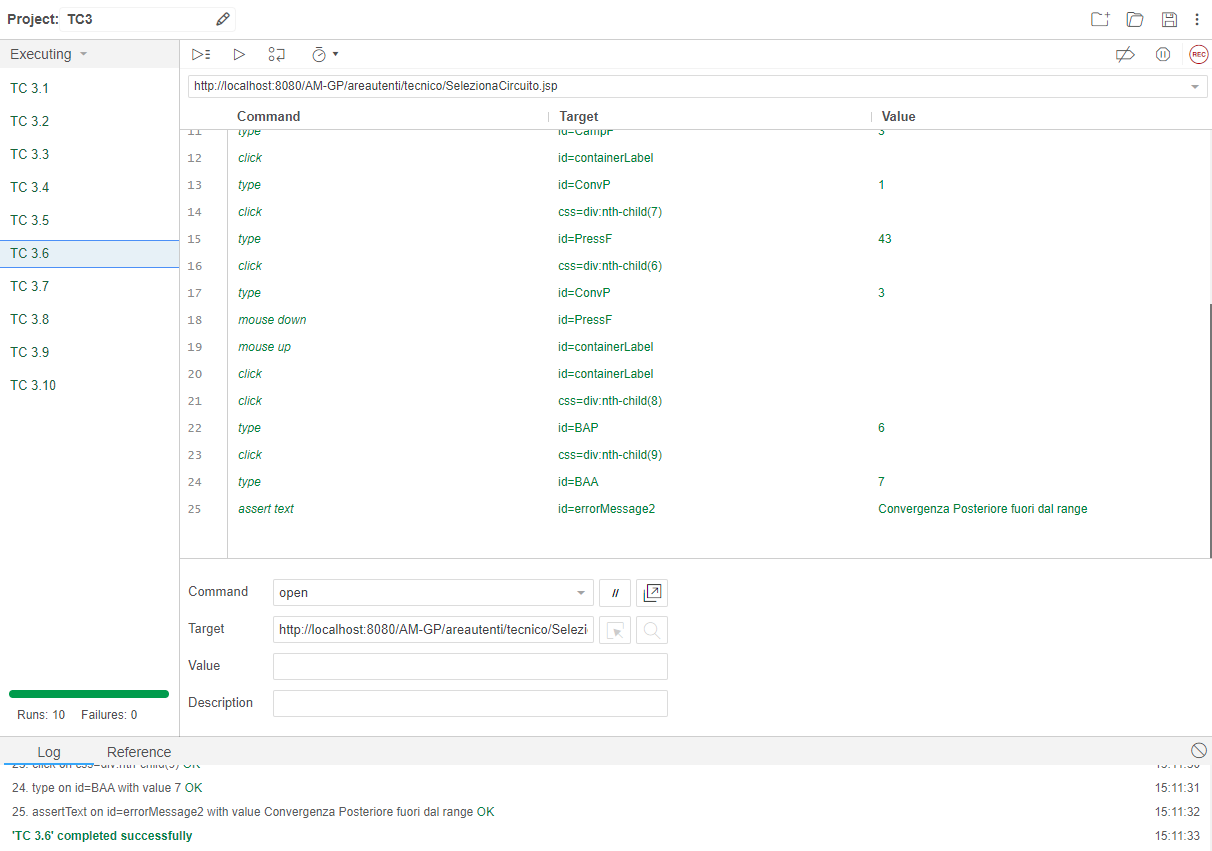 Project: TC3
Executing
TC 3.1
TC 3.2
TC 3.3
TC 3.4
TC 3.5
TC 3.6
TC 3.7
TC 3.8
TC 3.9
TC 3.10
Runs: 10 Failures: 0
REC
http://localhost:8080/AM-GP/areautenti/tecnico/SelezionaCircuito.jsp
Command Target Value
11 type id=CampP 3
12 click id=containerLabel
13 type id=ConvP 1
14 click css=div:nth-child(7)
15 type id=PressF 43
16 click css=div:nth-child(6)
17 type id=ConvP 3
18 mouse down id=PressF
19 mouse up id=containerLabel
20 click id=containerLabel
21 click css=div:nth-child(8)
22 type id=BAP 6
23 click css=div:nth-child(9)
24 type id=BAA 7
25 assert text id=errorMessage2 Convergenza Posteriore fuori dal range
Command open //
Target http://localhost:8080/AM-GP/areautenti/tecnico/Selezi
Value
Description
Log Reference
23. click on css=div:nth-child(9) OK 15:11:30
24. type on id=BAA with value 7 OK 15:11:31
25. assertText on id=errorMessage2 with value Convergenza Posteriore fuori dal range OK 15:11:32
'TC 3.6' completed successfully 15:11:33